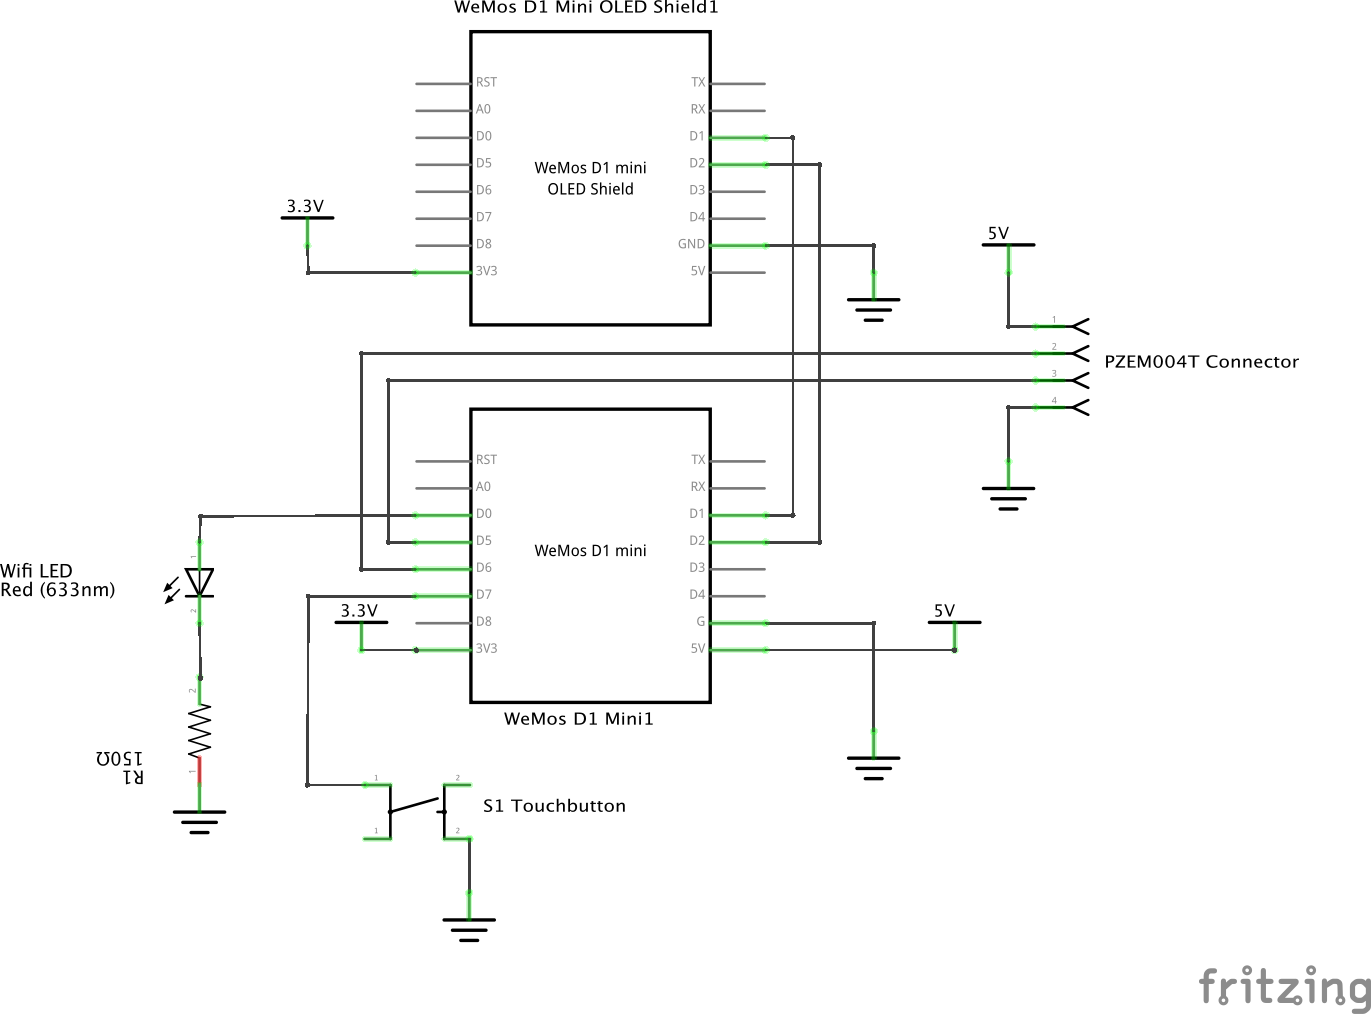 WeMos D1 Mini OLED Shield1
RST
A0
D0
D5
D6
D7
D8
3V3
WeMos D1 mini
OLED Shield
TX
RX
D1
D2
D3
D4
GND
5V
3.3V
5V
1
2
3
4
PZEM004T Connector
RST
A0
D0
D5
D6
D7
D8
3V3
WeMos D1 mini
TX
RX
D1
D2
D3
D4
G
5V
WeMos D1 Mini1
3.3V
5V
Wifi LED
Red (633nm)
1
2
2
1
R1
150Ω
1
2
1
2
S1 Touchbutton
fritzing